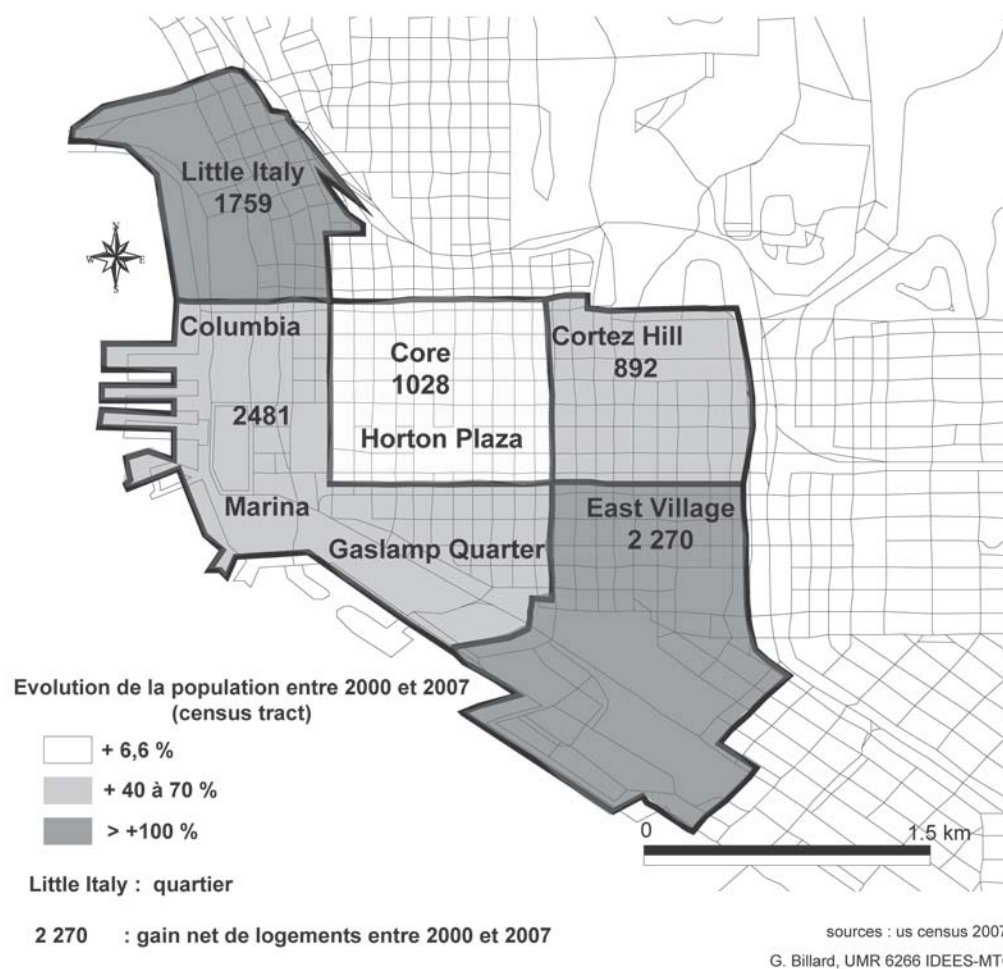 Little Italy
1759
N
W E
S
Columbia
Core
1028
Cortez Hill
892
2481
Horton Plaza
Marina
East Village
2 270
Gaslamp Quarter
Evolution de la population entre 2000 et 2007
(census tract)
+ 6,6 %
+ 40 à 70 %
> +100 %
0 1.5 km
Little Italy : quartier
2 270 : gain net de logements entre 2000 et 2007
sources : us census 2007
G. Billard, UMR 6266 IDEES-MT